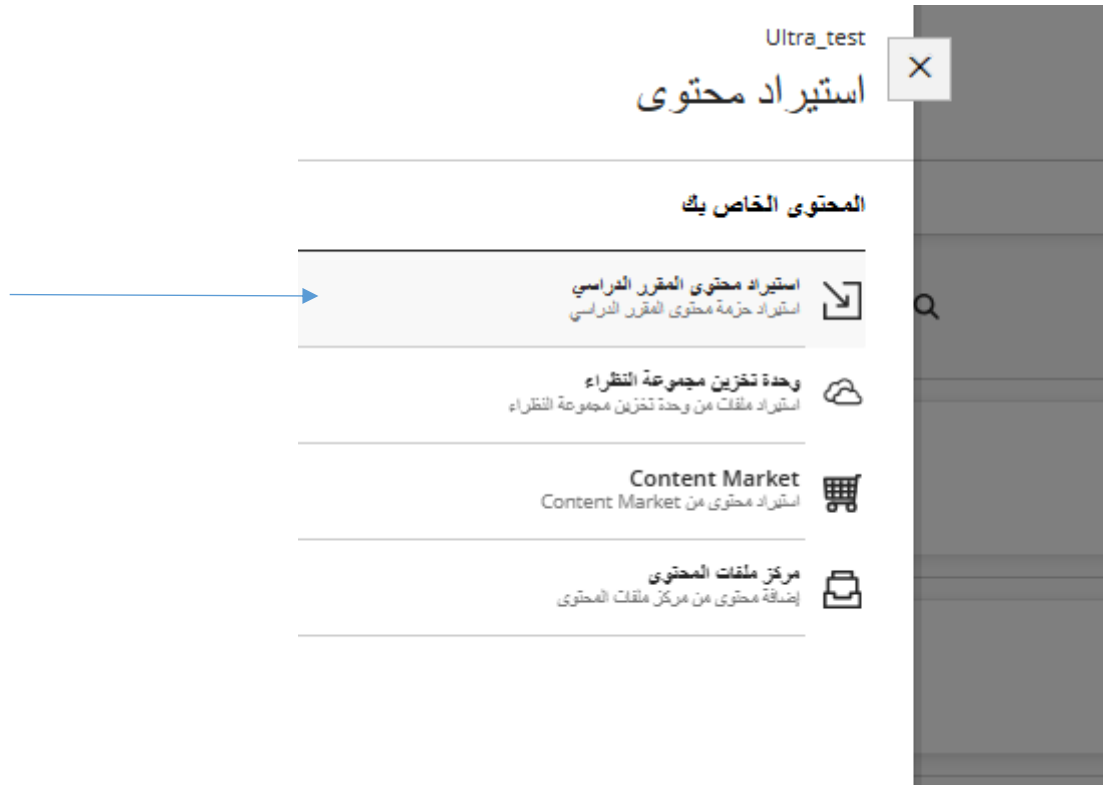 Ultra_test
استيراد محتوى
المحتوى الخاص بك
استيراد محتوى المقرر الدراسي
استيراد حزمة محتوى المقرر الدراسي
وحدة تخزين مجموعة النظراء
استيراد ملفات من وحدة تخزين مجموعة النظراء
Content Market
استيراد محتوى من Content Market
مركز ملفات المحتوى
إضافة محتوى من مركز ملفات المحتوى